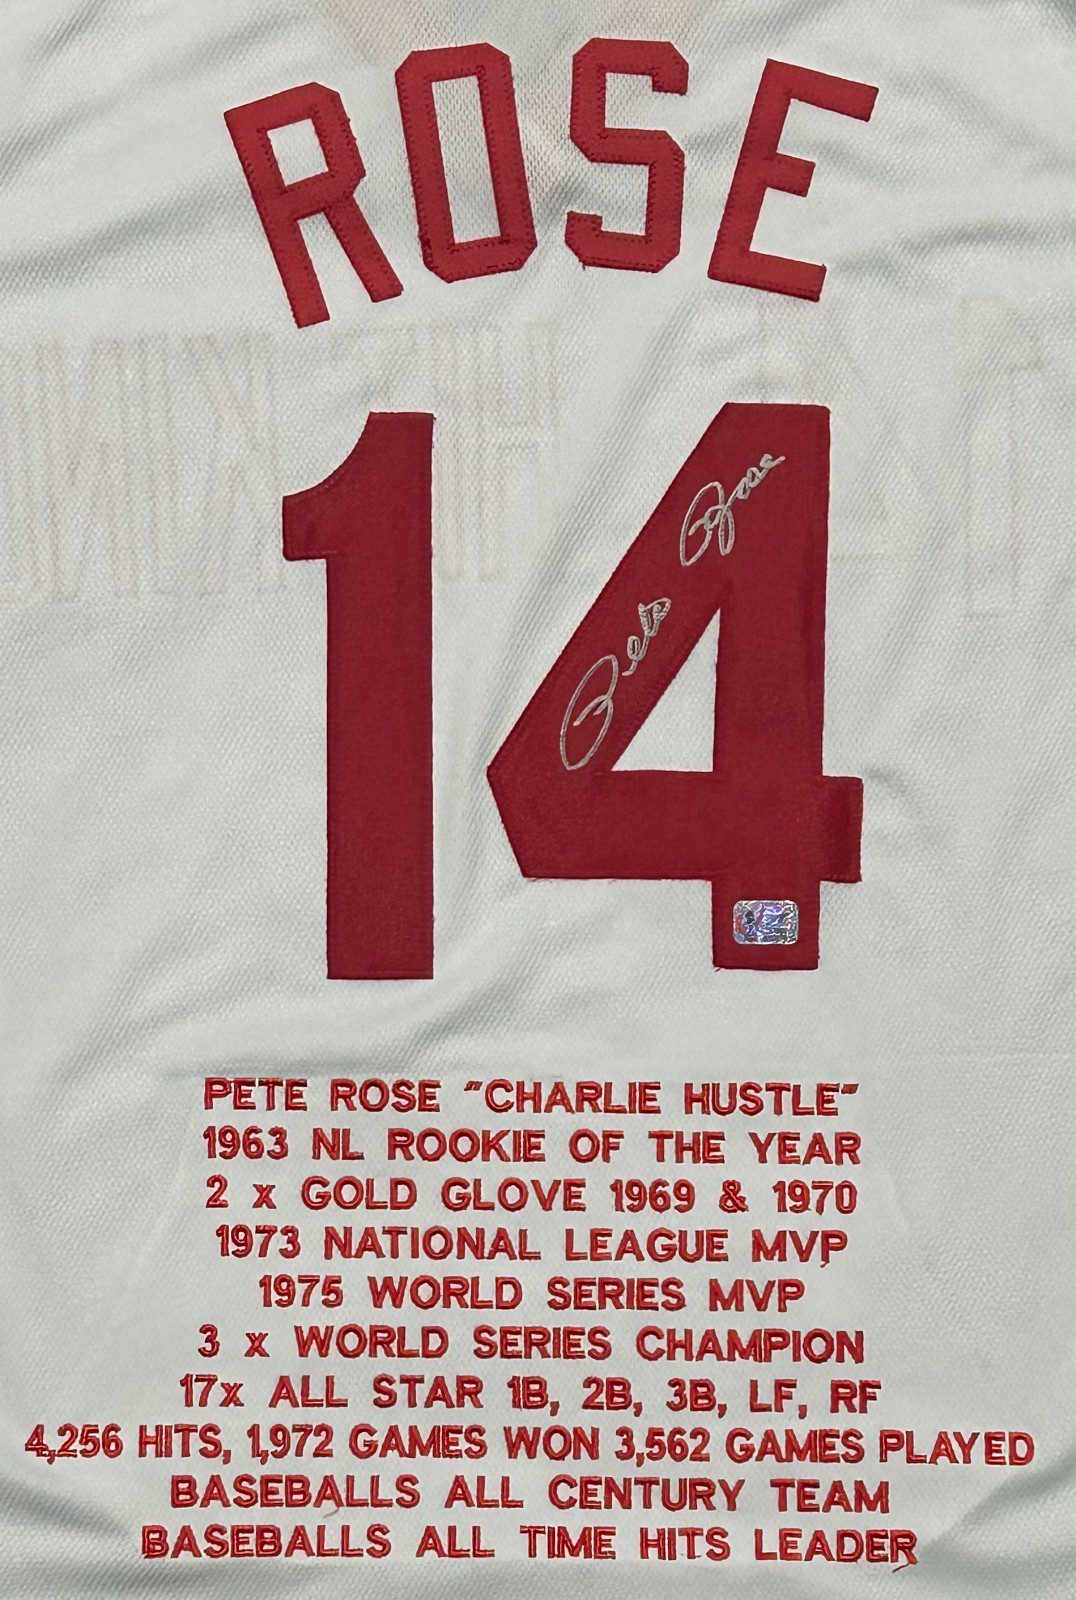 ROSE
14
Pete Rose
PETE ROSE "CHARLIE HUSTLE"
1963 NL ROOKIE OF THE YEAR
2 x GOLD GLOVE 1969 & 1970
1973 NATIONAL LEAGUE MVP
1975 WORLD SERIES MVP
3 x WORLD SERIES CHAMPION
17x ALL STAR 1B, 2B, 3B, LF, RF
4,256 HITS, 1,972 GAMES WON 3,562 GAMES PLAYED
BASEBALLS ALL CENTURY TEAM
BASEBALLS ALL TIME HITS LEADER